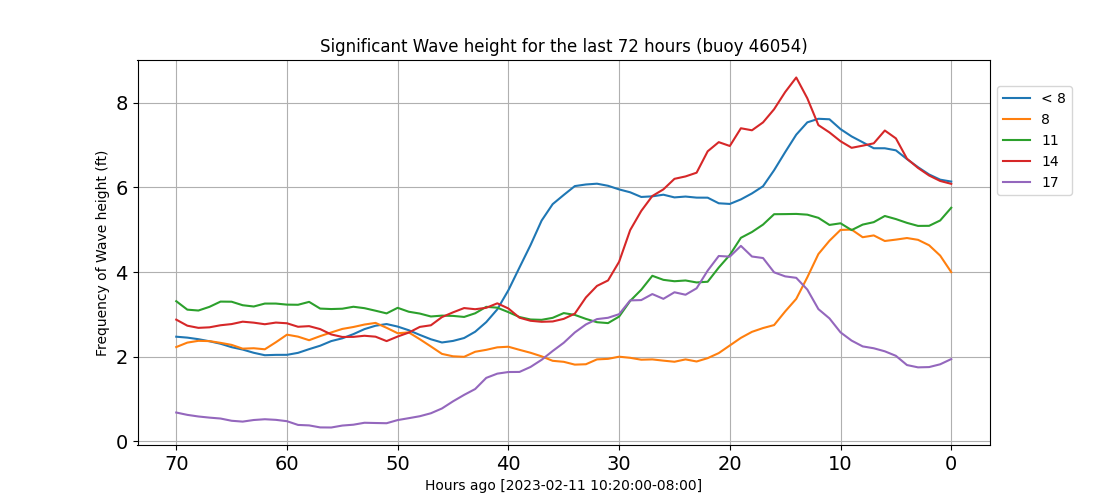 Significant Wave height for the last 72 hours (buoy 46054)
Frequency of Wave height (ft)
8
6
4
2
0
70 60 50 40 30 20 10 0
Hours ago [2023-02-11 10:20:00-08:00]
< 8
8
11
14
17